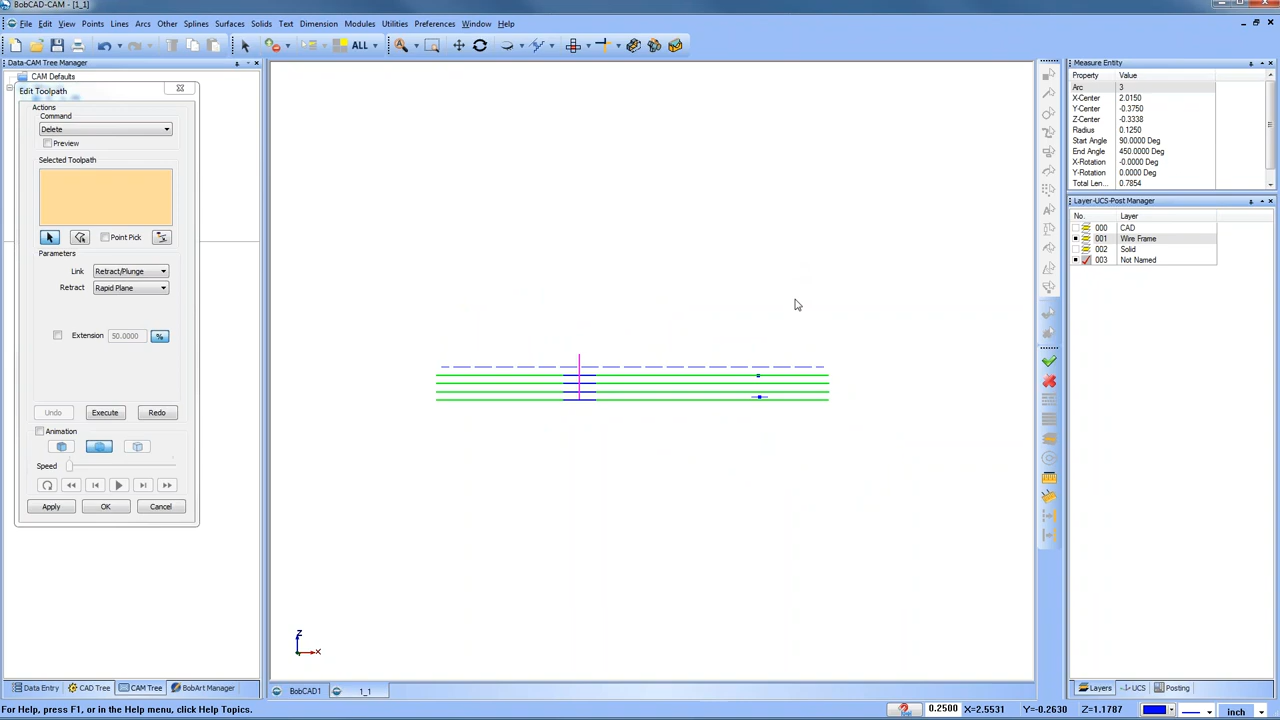 BobCAD-CAM - [1_1]
File Edit View Points Lines Arcs Other Splines Surfaces Solids Text Dimension Modules Utilities Preferences Window Help
ALL
Data-CAM Tree Manager
CAM Defaults
Edit Toolpath
Actions
Command
Delete
Preview
Selected Toolpath
Point Pick
Parameters
Link Retract/Plunge
Retract Rapid Plane
Extension 50.0000 %
Undo Execute Redo
Animation
Speed
Apply OK Cancel
Z
X
Measure Entity
Property Value
Arc 3
X-Center 2.0150
Y-Center -0.3750
Z-Center -0.3338
Radius 0.1250
Start Angle 90.0000 Deg
End Angle 450.0000 Deg
X-Rotation -0.0000 Deg
Y-Rotation 0.0000 Deg
Total Len... 0.7854
Layer-UCS-Post Manager
No. Layer
000 CAD
001 Wire Frame
002 Solid
003 Not Named
Data Entry CAD Tree CAM Tree BobArt Manager
BobCAD1 1_1
Layers UCS Posting
For Help, press F1, or in the Help menu, click Help Topics.
0.2500 X=2.5531 Y=-0.2630 Z=1.1787 inch